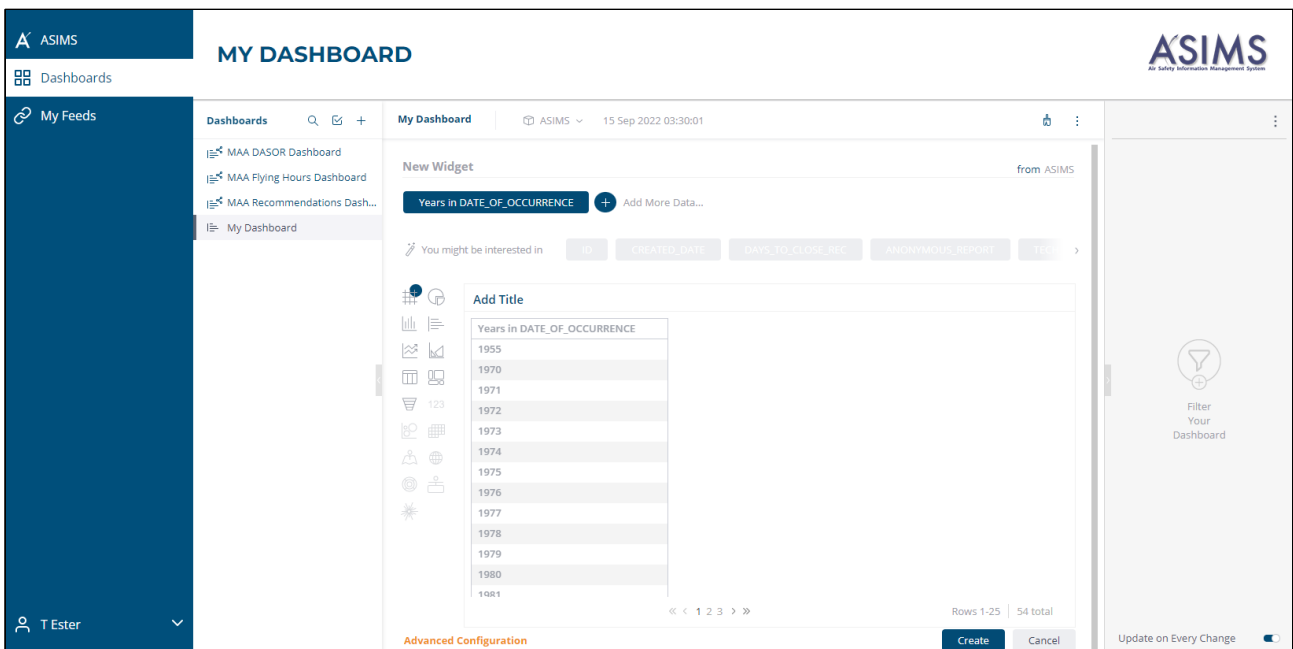 ASIMS
Dashboards
My Feeds
T Ester
MY DASHBOARD
ASIMS
Air Safety Information Management System
Dashboards
MAA DASOR Dashboard
MAA Flying Hours Dashboard
MAA Recommendations Dash...
My Dashboard
My Dashboard
ASIMS
15 Sep 2022 03:30:01
New Widget
from ASIMS
Years in DATE_OF_OCCURRENCE
+ Add More Data...
You might be interested in
ID
CREATED_DATE
DAYS_TO_CLOSE_REC
ANONYMOUS_REPORT
123
Add Title
Years in DATE_OF_OCCURRENCE
1955
1970
1971
1972
1973
1974
1975
1976
1977
1978
1979
1980
1981
« < 1 2 3 > »
Rows 1-25 | 54 total
Advanced Configuration
Create
Cancel
Filter
Your
Dashboard
Update on Every Change